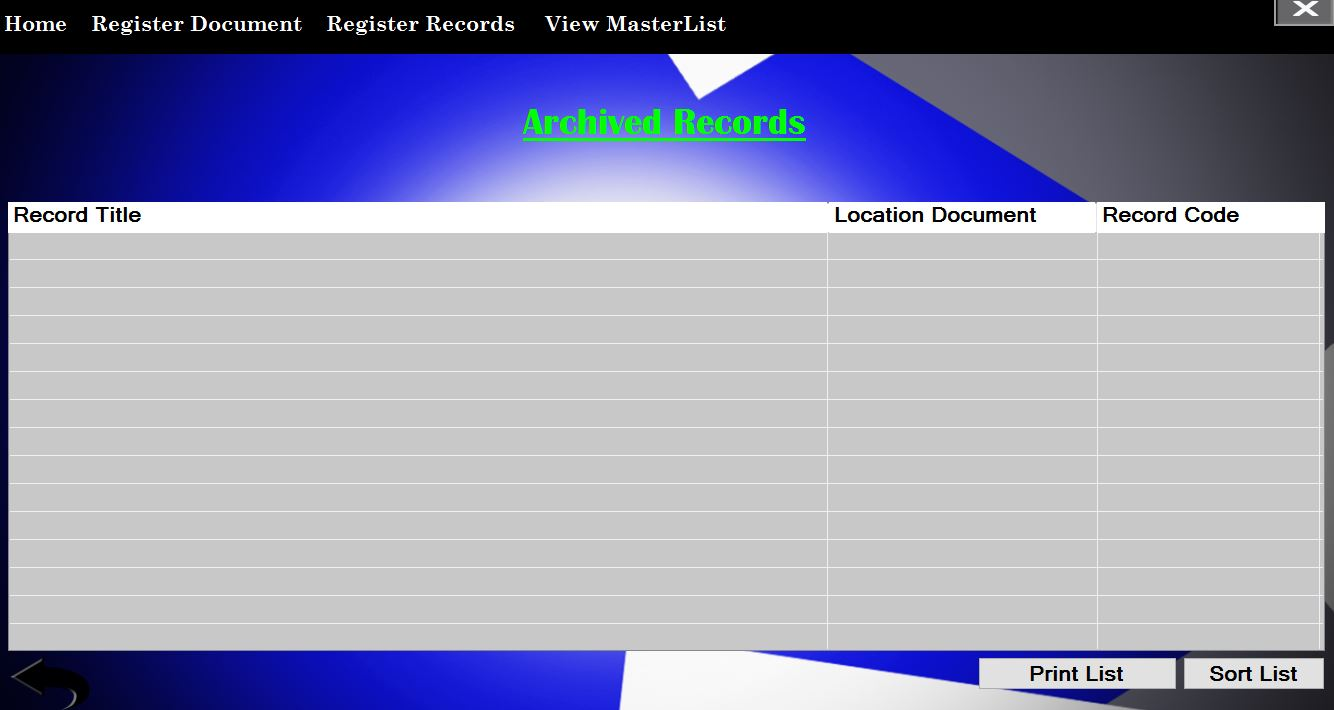 Home Register Document Register Records View MasterList
Archived Records
Record Title Location Document Record Code
Print List Sort List